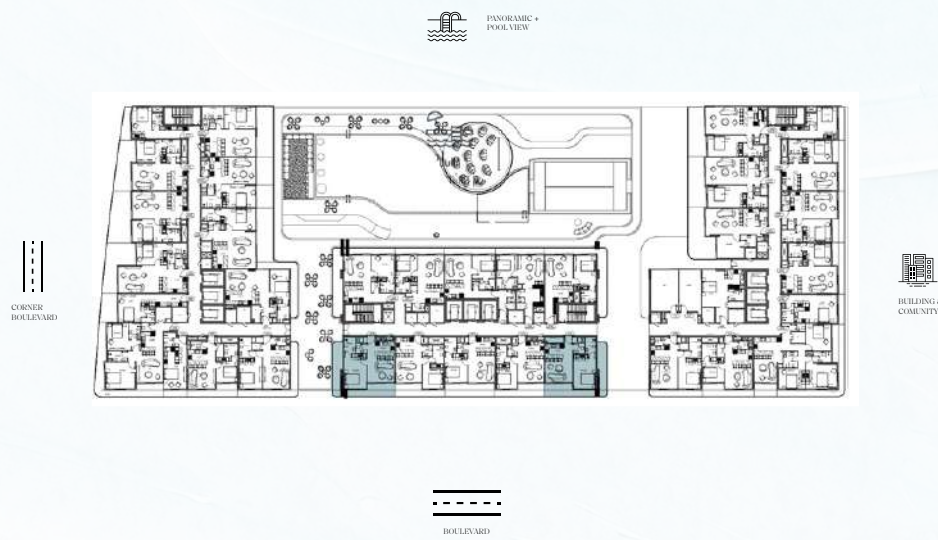 PANORAMIC +
POOL VIEW
CORNER
BOULEVARD
BUILDING &
COMUNITY
BOULEVARD